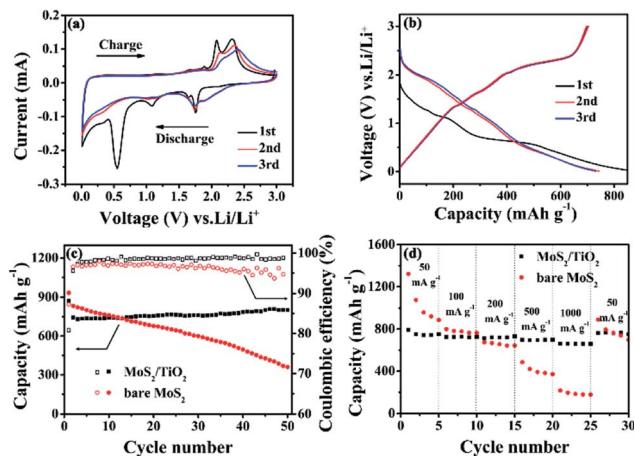 (a)
Charge
Discharge
1st
2nd
3rd
0.2
0.1
0.0
-0.1
-0.2
-0.3
Current (mA)
0.0 0.5 1.0 1.5 2.0 2.5 3.0
Voltage (V) vs.Li/Li⁺
(b)
1st
2nd
3rd
3
2
1
0
Voltage (V) vs.Li/Li⁺
0 200 400 600 800
Capacity (mAh g⁻¹)
(c)
MoS₂/TiO₂
bare MoS₂
1200
900
600
300
0
Capacity (mAh g⁻¹)
100
90
80
70
60
Coulombic efficiency (%)
0 10 20 30 40 50
Cycle number
(d)
MoS₂/TiO₂
bare MoS₂
50
mA g⁻¹
100
mA g⁻¹
200
mA g⁻¹
500
mA g⁻¹
1000
mA g⁻¹
50
mA g⁻¹
1600
1200
800
400
0
Capacity (mAh g⁻¹)
0 5 10 15 20 25 30
Cycle number